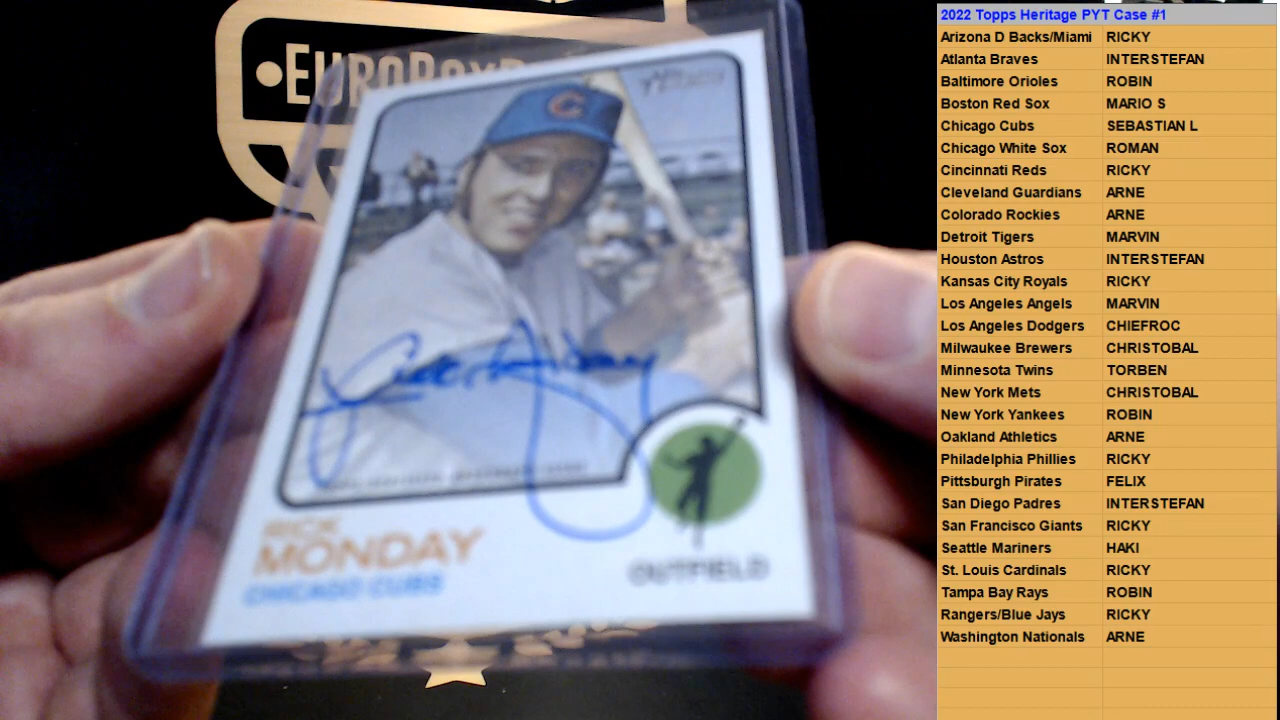 RICK
MONDAY
CHICAGO CUBS
OUTFIELD
2022 Topps Heritage PYT Case #1
Arizona D Backs/Miami RICKY
Atlanta Braves INTERSTEFAN
Baltimore Orioles ROBIN
Boston Red Sox MARIO S
Chicago Cubs SEBASTIAN L
Chicago White Sox ROMAN
Cincinnati Reds RICKY
Cleveland Guardians ARNE
Colorado Rockies ARNE
Detroit Tigers MARVIN
Houston Astros INTERSTEFAN
Kansas City Royals RICKY
Los Angeles Angels MARVIN
Los Angeles Dodgers CHIEFROC
Milwaukee Brewers CHRISTOBAL
Minnesota Twins TORBEN
New York Mets CHRISTOBAL
New York Yankees ROBIN
Oakland Athletics ARNE
Philadelphia Phillies RICKY
Pittsburgh Pirates FELIX
San Diego Padres INTERSTEFAN
San Francisco Giants RICKY
Seattle Mariners HAKI
St. Louis Cardinals RICKY
Tampa Bay Rays ROBIN
Rangers/Blue Jays RICKY
Washington Nationals ARNE